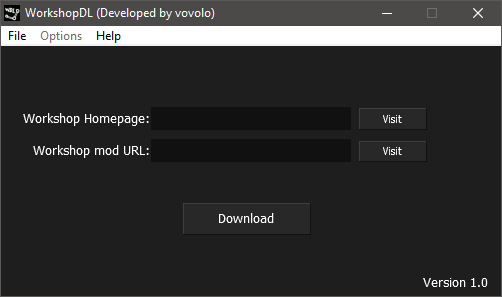 WorkshopDL (Developed by vovolo)
File Options Help
Workshop Homepage: Visit
Workshop mod URL: Visit
Download
Version 1.0